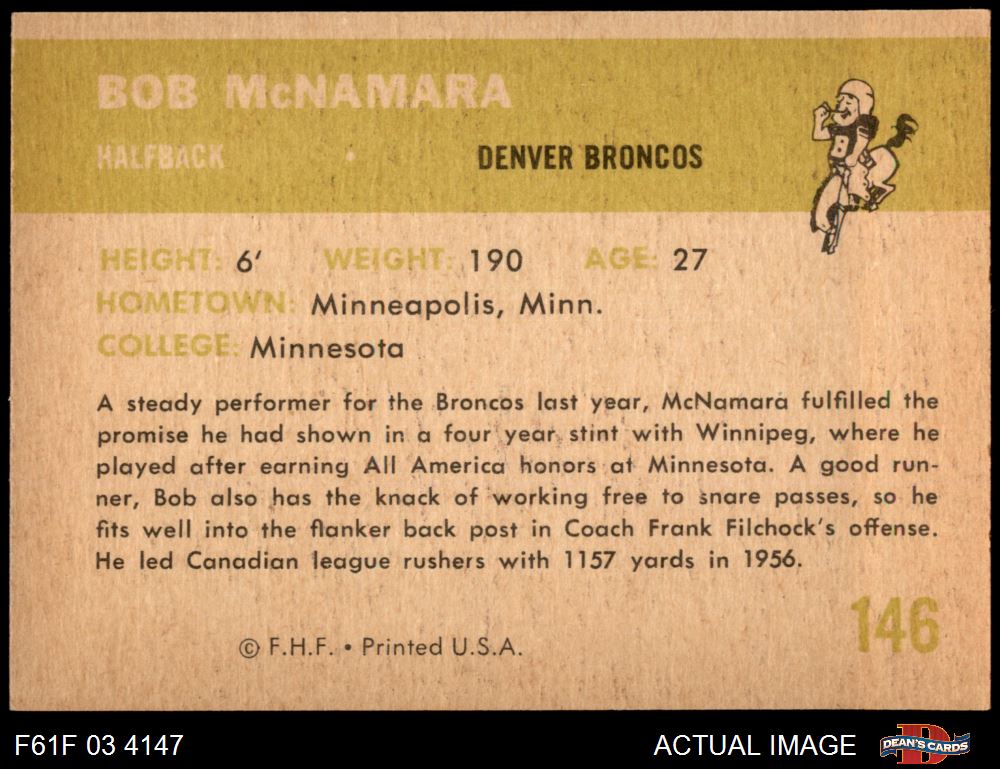 BOB McNAMARA
HALFBACK • DENVER BRONCOS
HEIGHT: 6' WEIGHT: 190 AGE: 27
HOMETOWN: Minneapolis, Minn.
COLLEGE: Minnesota
A steady performer for the Broncos last year, McNamara fulfilled the
promise he had shown in a four year stint with Winnipeg, where he
played after earning All America honors at Minnesota. A good run-
ner, Bob also has the knack of working free to snare passes, so he
fits well into the flanker back post in Coach Frank Filchock's offense.
He led Canadian league rushers with 1157 yards in 1956.
146
© F.H.F. • Printed U.S.A.
F61F 03 4147 ACTUAL IMAGE DEAN'S CARDS